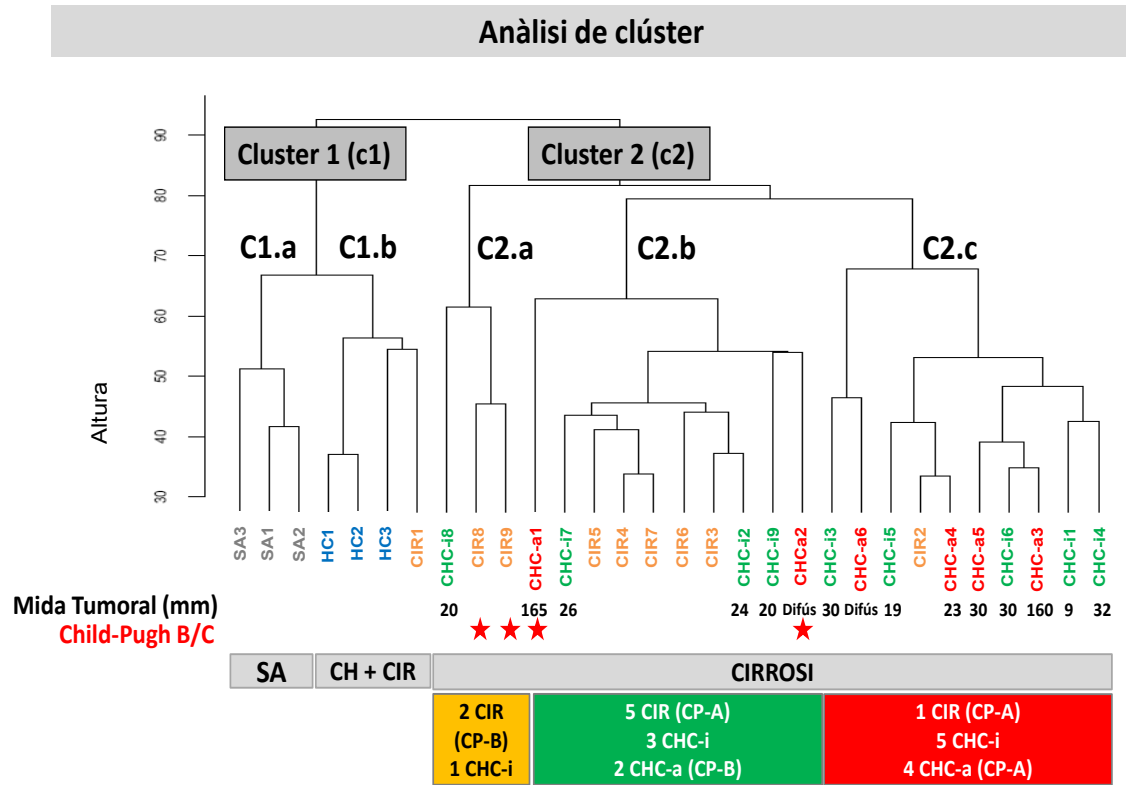 Anàlisi de clúster
Cluster 1 (c1)
Cluster 2 (c2)
C1.a
C1.b
C2.a
C2.b
C2.c
Altura
90
80
70
60
50
40
30
SA3
SA1
SA2
HC1
HC2
HC3
CIR1
CHC-i8
CIR8
CIR9
CHC-a1
CHC-i7
CIR5
CIR4
CIR7
CIR6
CIR3
CHC-i2
CHC-i9
CHCa2
CHC-i3
CHC-a6
CHC-i5
CIR2
CHC-a4
CHC-a5
CHC-i6
CHC-a3
CHC-i1
CHC-i4
Mida Tumoral (mm) 20 165 26 24 20 Difús 30 Difús 19 23 30 30 160 9 32
Child-Pugh B/C
SA
CH + CIR
CIRROSI
2 CIR
(CP-B)
1 CHC-i
5 CIR (CP-A)
3 CHC-i
2 CHC-a (CP-B)
1 CIR (CP-A)
5 CHC-i
4 CHC-a (CP-A)